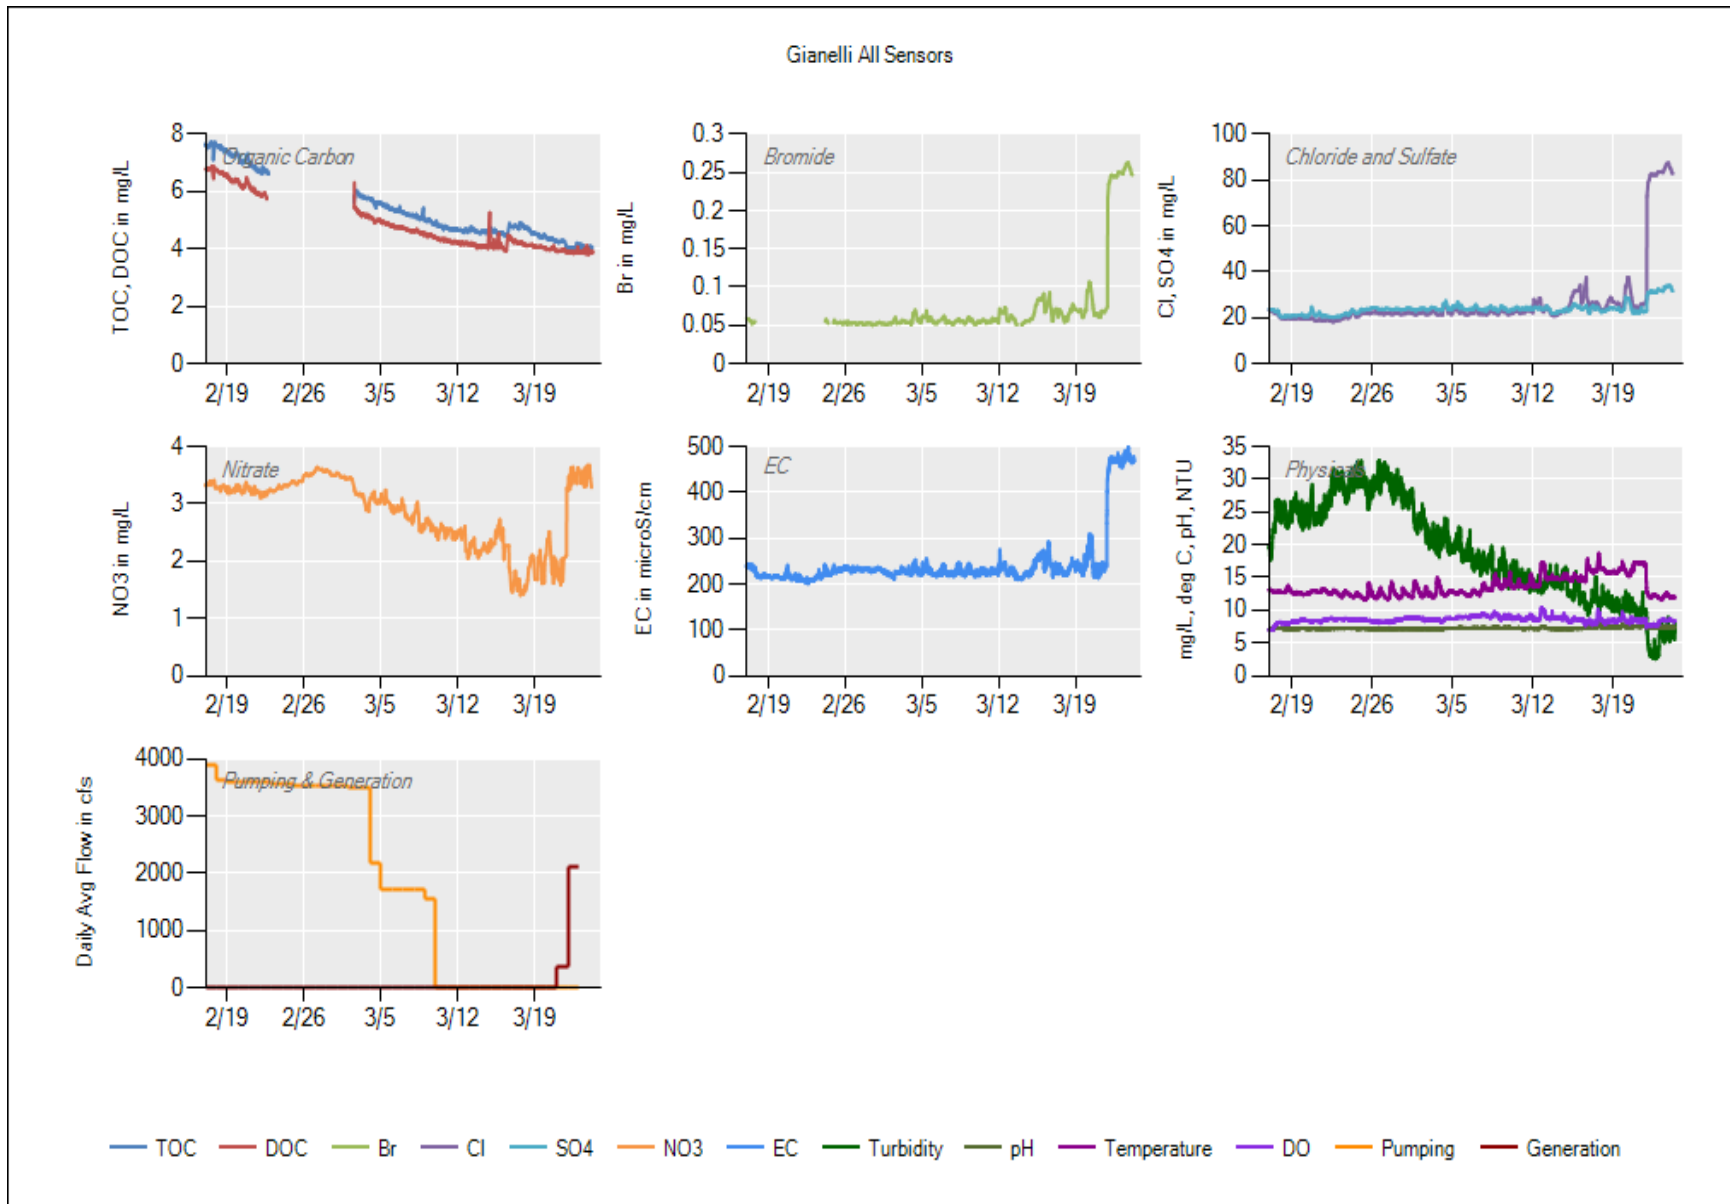 Gianelli All Sensors
TOC, DOC in mg/L
8
6
4
2
0
Organic Carbon
2/19 2/26 3/5 3/12 3/19
Br in mg/L
0.3
0.25
0.2
0.15
0.1
0.05
0
Bromide
2/19 2/26 3/5 3/12 3/19
Cl, SO4 in mg/L
100
80
60
40
20
0
Chloride and Sulfate
2/19 2/26 3/5 3/12 3/19
NO3 in mg/L
4
3
2
1
0
Nitrate
2/19 2/26 3/5 3/12 3/19
EC in microS/cm
500
400
300
200
100
0
EC
2/19 2/26 3/5 3/12 3/19
mg/L, deg C, pH, NTU
35
30
25
20
15
10
5
0
Physicals
2/19 2/26 3/5 3/12 3/19
Daily Avg Flow in cfs
4000
3000
2000
1000
0
Pumping & Generation
2/19 2/26 3/5 3/12 3/19
TOC DOC Br Cl SO4 NO3 EC Turbidity pH Temperature DO Pumping Generation